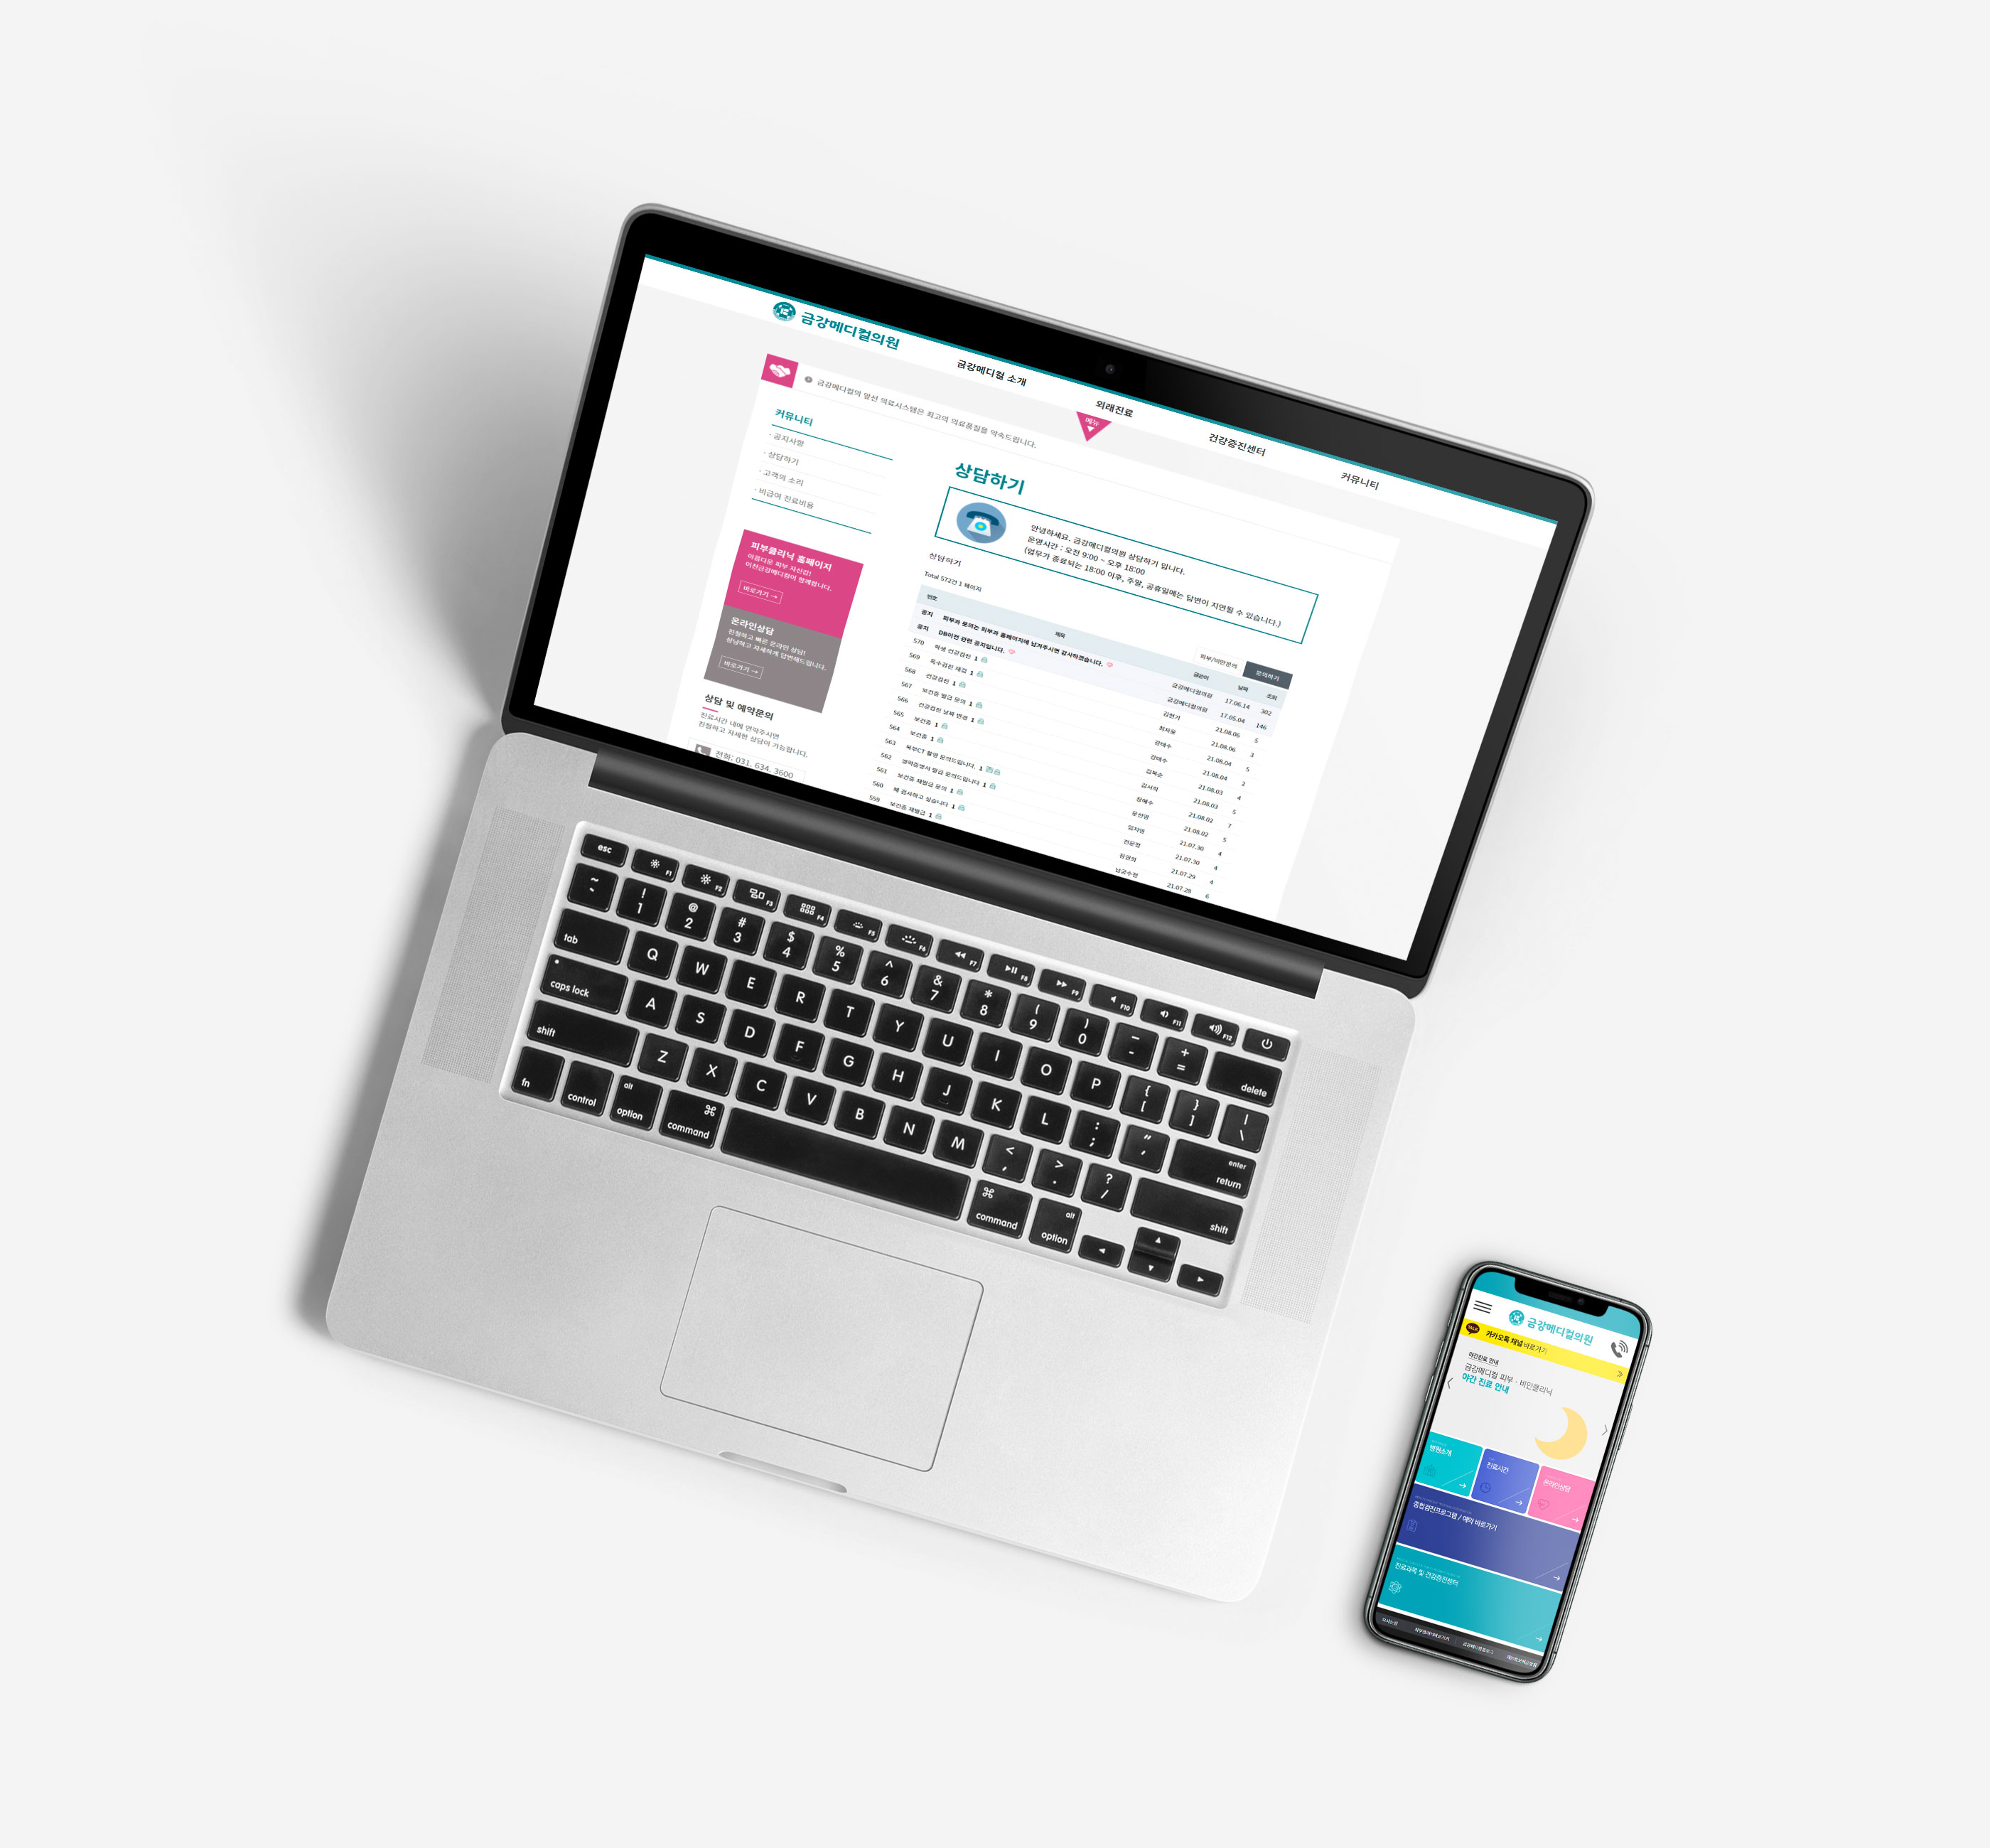 금강메디컬의원
금강메디컬 소개
외래진료
건강증진센터
커뮤니티
메뉴
금강메디컬의 앞선 의료시스템은 최고의 의료품질을 약속드립니다.
커뮤니티
- 공지사항
- 상담하기
- 고객의 소리
- 비급여 진료비용
피부클리닉 홈페이지
아름다운 피부 자신감!
이천금강메디컬이 함께합니다.
바로가기 →
온라인상담
친절하고 빠른 온라인 상담!
상냥하고 자세하게 답변해드립니다.
바로가기 →
상담 및 예약문의
진료시간 내에 연락주시면
친절하고 자세한 상담이 가능합니다.
전화: 031. 634. 3600
상담하기
안녕하세요. 금강메디컬의원 상담하기 입니다.
운영시간 : 오전 9:00 ~ 오후 18:00
(업무가 종료되는 18:00 이후, 주말, 공휴일에는 답변이 지연될 수 있습니다.)
상담하기
Total 572건 1 페이지
피부/비만문의
문의하기
번호 제목 글쓴이 날짜 조회
공지 피부과 문의는 피부과 홈페이지에 남겨주시면 감사하겠습니다. 금강메디컬의원 17.06.14 302
공지 DB이전 관련 공지입니다. 금강메디컬의원 17.05.04 146
570 학생 건강검진 1 21.08.06 5
569 특수검진 재검 1 21.08.06 3
568 건강검진 1 강태수 21.08.04 5
567 보건증 발급 문의 1 강태수 21.08.04 2
566 건강검진 날짜 변경 1 21.08.03 4
565 보건증 1 21.08.03 5
564 보건증 1 21.08.02 7
563 복부CT 촬영 문의드립니다. 1 문선영 21.08.02 5
562 경력증명서 발급 문의드립니다 1 21.07.30 4
561 보건증 재발급 문의 1 21.07.30 4
560 폐 검사하고 싶습니다 1 21.07.29 4
559 보건증 재발급 1 남궁수정 21.07.28 6
esc F1 F2 F3 F4 F5 F6 F7 F8 F9 F10 F11 F12
~ ` ! 1 @ 2 # 3 $ 4 % 5 ^ 6 & 7 * 8 ( 9 ) 0 – - + = delete
tab Q W E R T Y U I O P { [ } ] | \
caps lock A S D F G H J K L : ; " ' enter return
shift Z X C V B N M < , > . ? / shift
fn control alt option ⌘ command ⌘ command alt option
금강메디컬의원
TALK 카카오톡 채널 바로가기
야간진료 안내
금강메디컬 피부 · 비만클리닉
야간 진료 안내
병원소개
진료시간
온라인상담
종합검진프로그램 / 예약 바로가기
진료과목 및 건강증진센터
오시는길